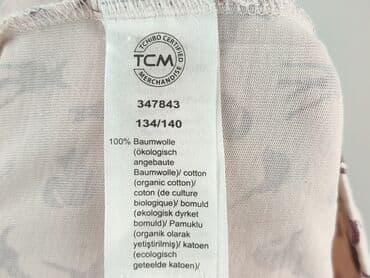 TCHIBO CERTIFIED
TCM
MERCHANDISE
347843
134/140
100% Baumwolle
(ökologisch
angebaute
Baumwolle)/ cotton
(organic cotton)/
coton (de culture
biologique)/ bomuld
(økologisk dyrket
bomuld)/ Pamuklu
(organik olarak
yetiştirilmiş)/ katoen
(ecologisch
geteelde katoen)/